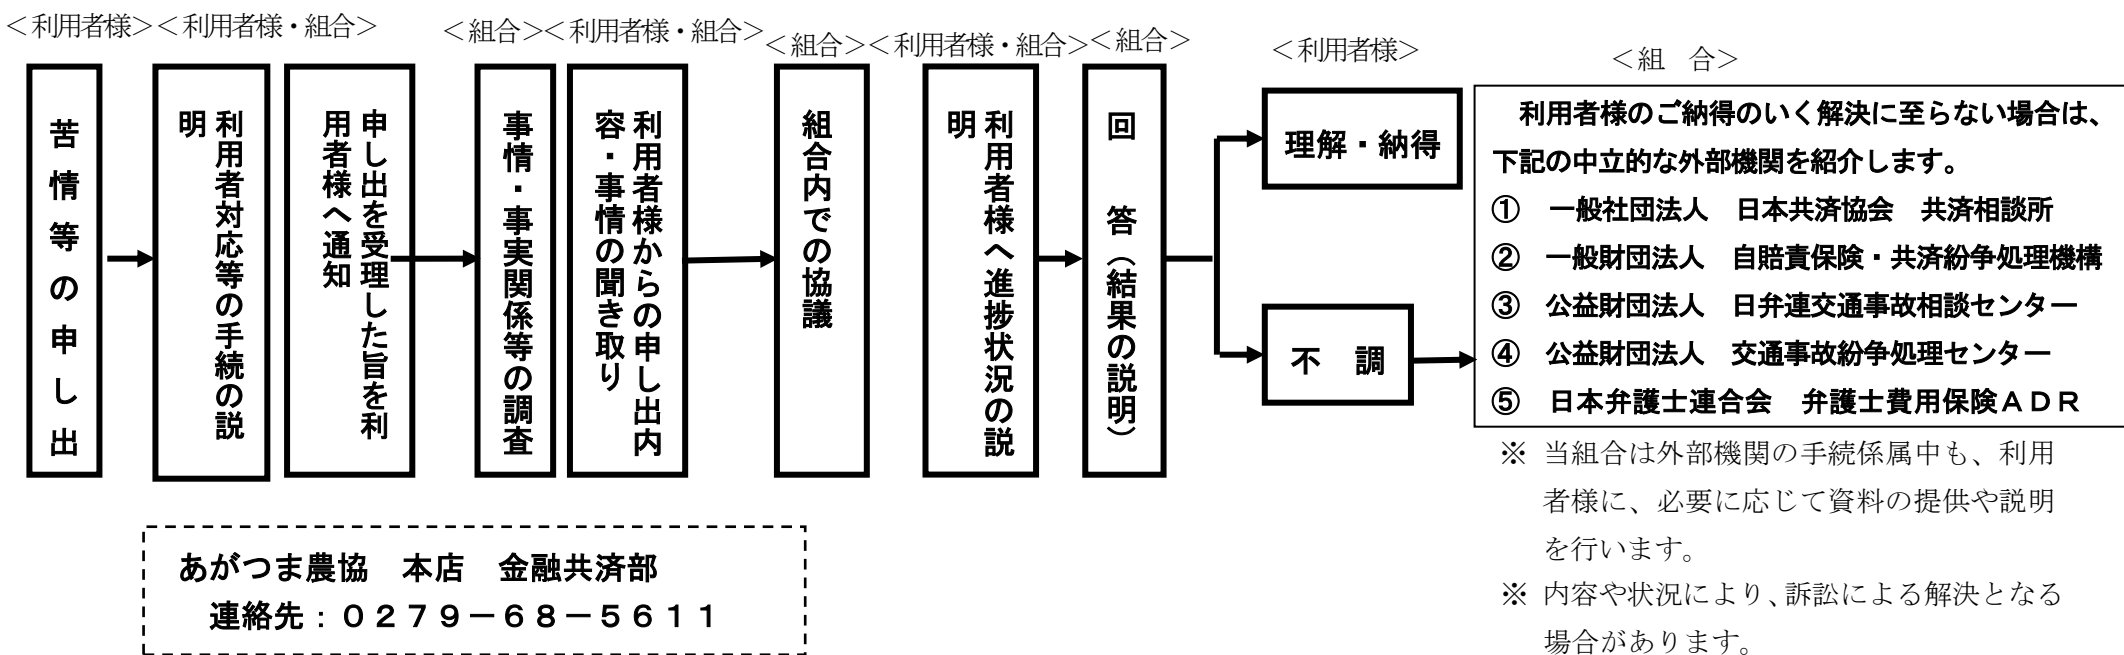 ＜利用者様＞＜利用者様・組合＞
＜組合＞＜利用者様・組合＞
＜組合＞＜利用者様・組合＞
＜組合＞
＜利用者様＞
＜組　合＞
苦情等の申し出
利用者対応等の手続の説
明
申し出を受理した旨を利
用者様へ通知
事情・事実関係等の調査
利用者様からの申し出内
容・事情の聞き取り
組合内での協議
利用者様へ進捗状況の説
明
回　答（結果の説明）
理解・納得
不　調
利用者様のご納得のいく解決に至らない場合は、
下記の中立的な外部機関を紹介します。
①　一般社団法人　日本共済協会　共済相談所
②　一般財団法人　自賠責保険・共済紛争処理機構
③　公益財団法人　日弁連交通事故相談センター
④　公益財団法人　交通事故紛争処理センター
⑤　日本弁護士連合会　弁護士費用保険ＡＤＲ
※ 当組合は外部機関の手続係属中も、利用
者様に、必要に応じて資料の提供や説明
を行います。
※ 内容や状況により、訴訟による解決となる
場合があります。
あがつま農協　本店　金融共済部
連絡先：０２７９－６８－５６１１